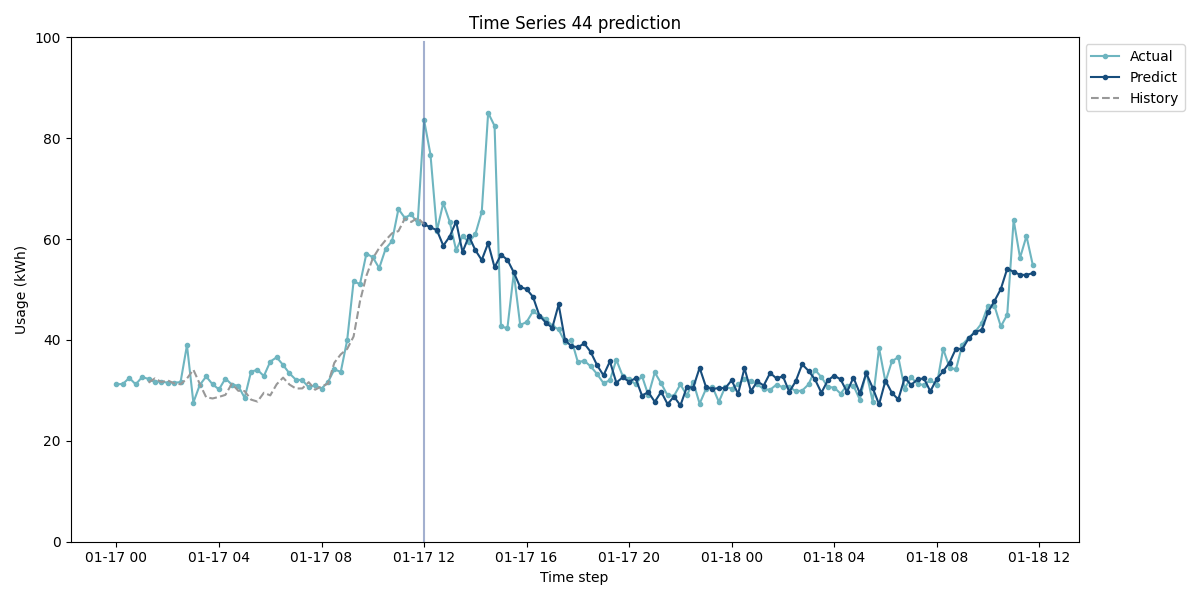 Time Series 44 prediction
100
80
60
40
20
0
Usage (kWh)
01-17 00
01-17 04
01-17 08
01-17 12
01-17 16
01-17 20
01-18 00
01-18 04
01-18 08
01-18 12
Time step
Actual
Predict
History